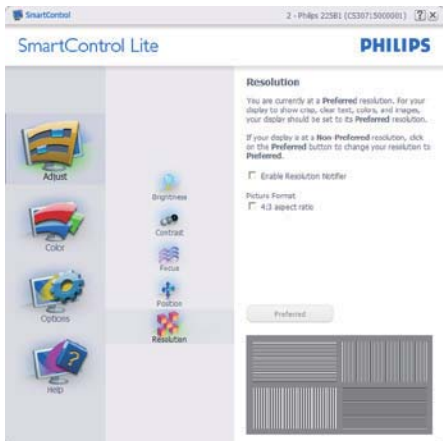 SmartControl
2 - Philips 225B1 (CS30715000001)
SmartControl Lite
PHILIPS
Adjust
Color
Options
Help
Brightness
Contrast
Focus
Position
Resolution
Resolution
You are currently at a Preferred resolution. For your
display to show crisp, clear text, colors, and images,
your display should be set to its Preferred resolution.
If your display is at a Non-Preferred resolution, click
on the Preferred button to change your resolution to
Preferred.
Enable Resolution Notifier
Picture Format
4:3 aspect ratio
Preferred